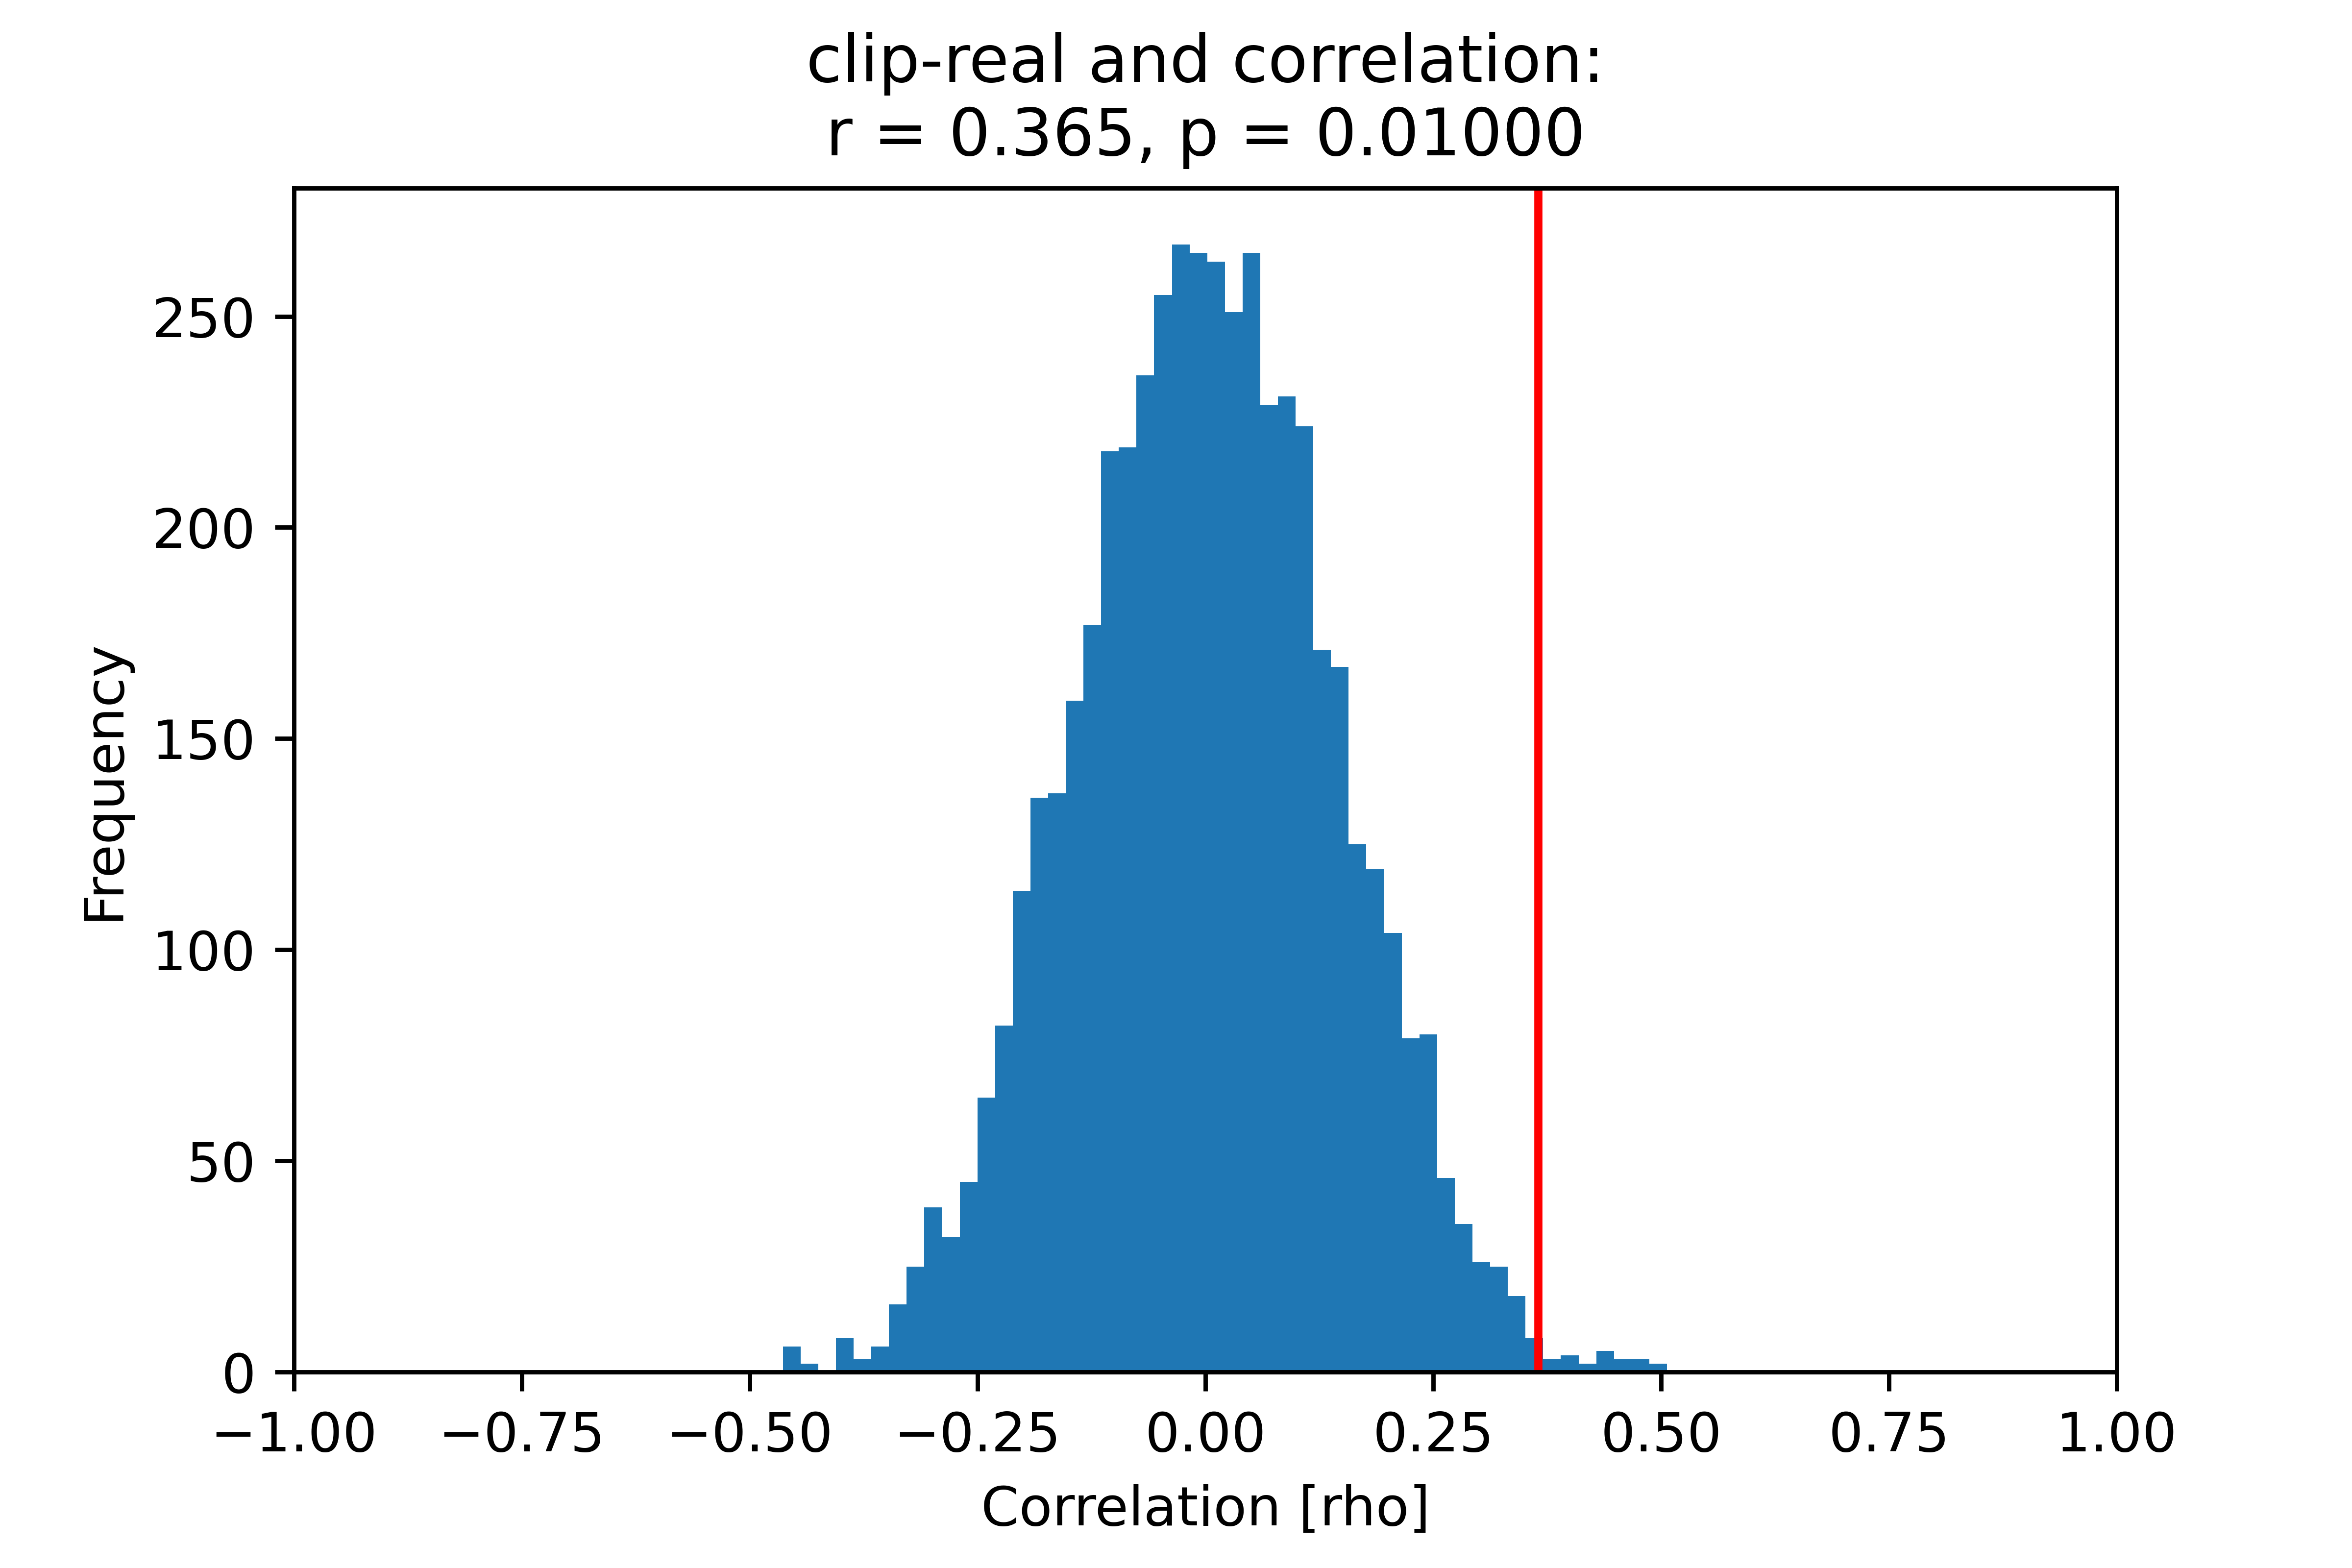 clip-real and correlation:
r = 0.365, p = 0.01000
Frequency
250
200
150
100
50
0
−1.00 −0.75 −0.50 −0.25 0.00 0.25 0.50 0.75 1.00
Correlation [rho]